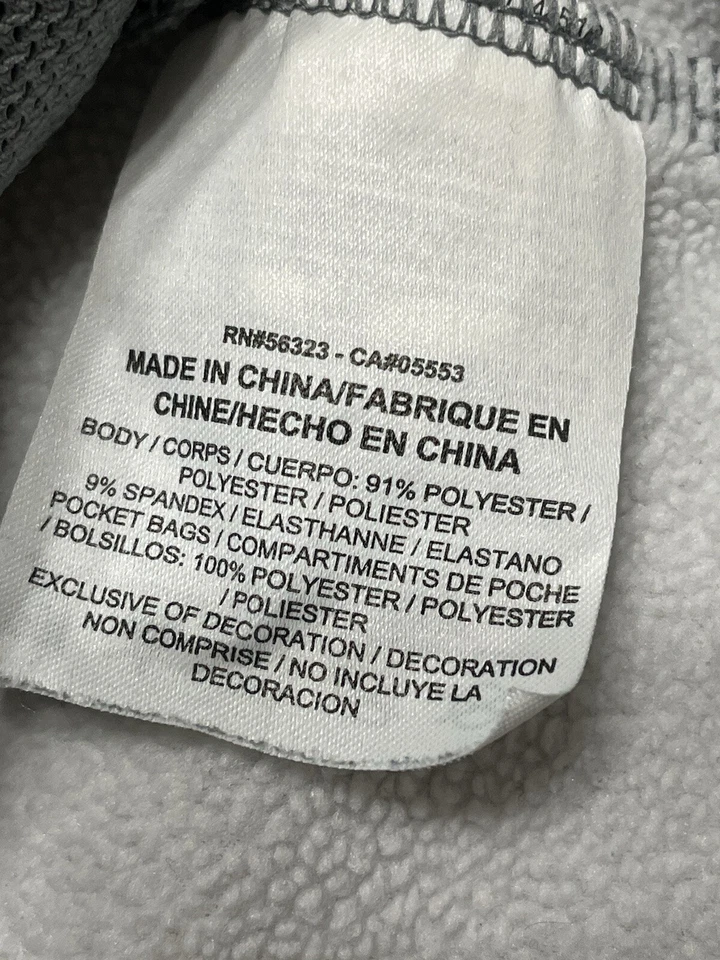 RN#56323 - CA#05553
MADE IN CHINA/FABRIQUE EN
CHINE/HECHO EN CHINA
BODY / CORPS / CUERPO: 91% POLYESTER /
POLYESTER / POLIESTER
9% SPANDEX / ELASTHANNE / ELASTANO
POCKET BAGS / COMPARTIMENTS DE POCHE
/ BOLSILLOS: 100% POLYESTER / POLYESTER
/ POLIESTER
EXCLUSIVE OF DECORATION / DECORATION
NON COMPRISE / NO INCLUYE LA
DECORACION